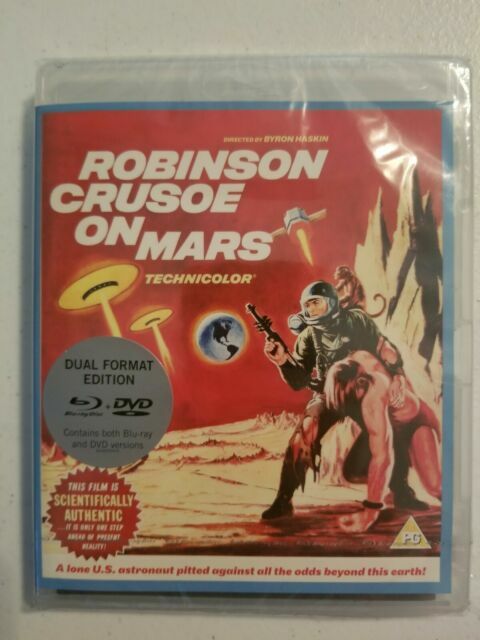 DIRECTED BY BYRON HASKIN
ROBINSON
CRUSOE
ON MARS
TECHNICOLOR®
DUAL FORMAT
EDITION
Blu-ray Disc + DVD
Contains both Blu-ray
and DVD versions
THIS FILM IS
SCIENTIFICALLY
AUTHENTIC
...IT IS ONLY ONE STEP
AHEAD OF PRESENT
REALITY!
PG
A lone U.S. astronaut pitted against all the odds beyond this earth!